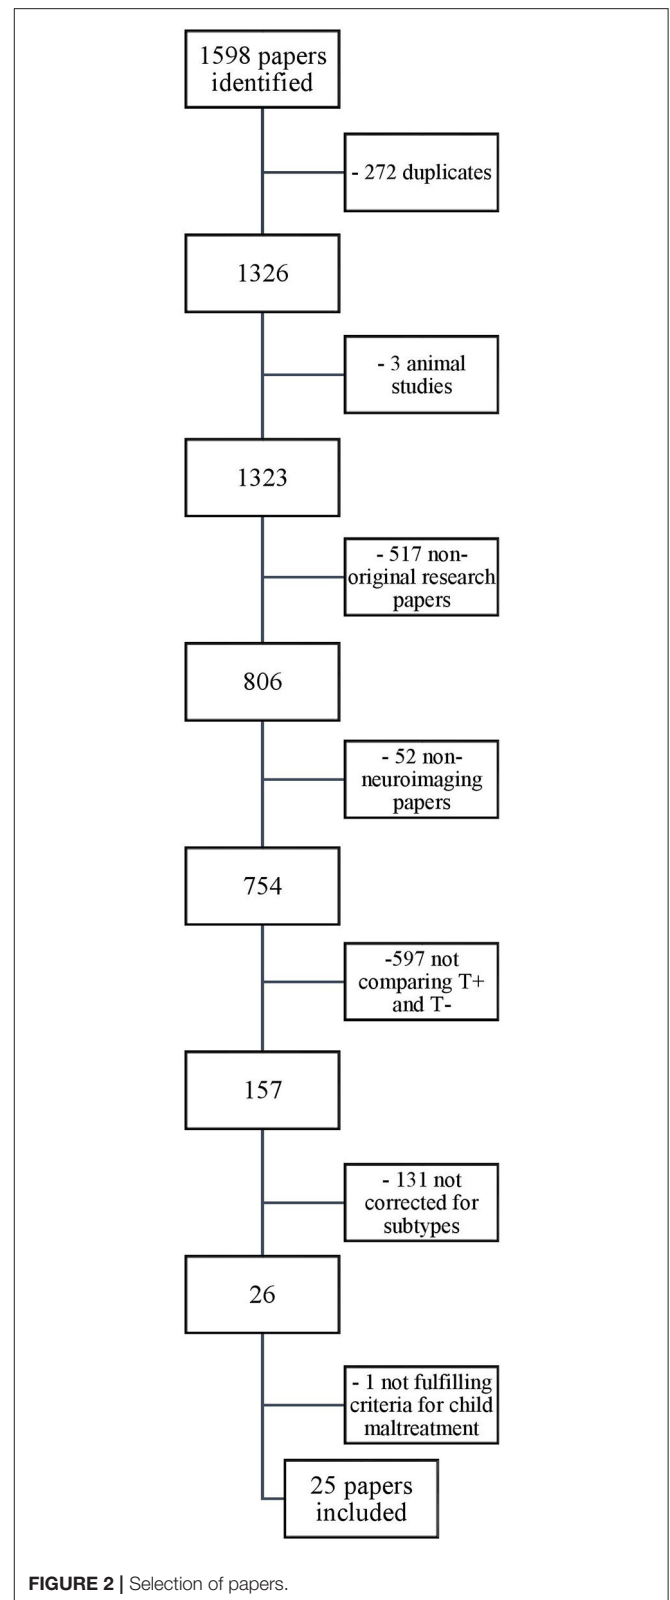 1598 papers
identified
- 272 duplicates
1326
- 3 animal
studies
1323
- 517 non-
original research
papers
806
- 52 non-
neuroimaging
papers
754
-597 not
comparing T+
and T-
157
- 131 not
corrected for
subtypes
26
- 1 not fulfilling
criteria for child
maltreatment
25 papers
included
FIGURE 2 | Selection of papers.